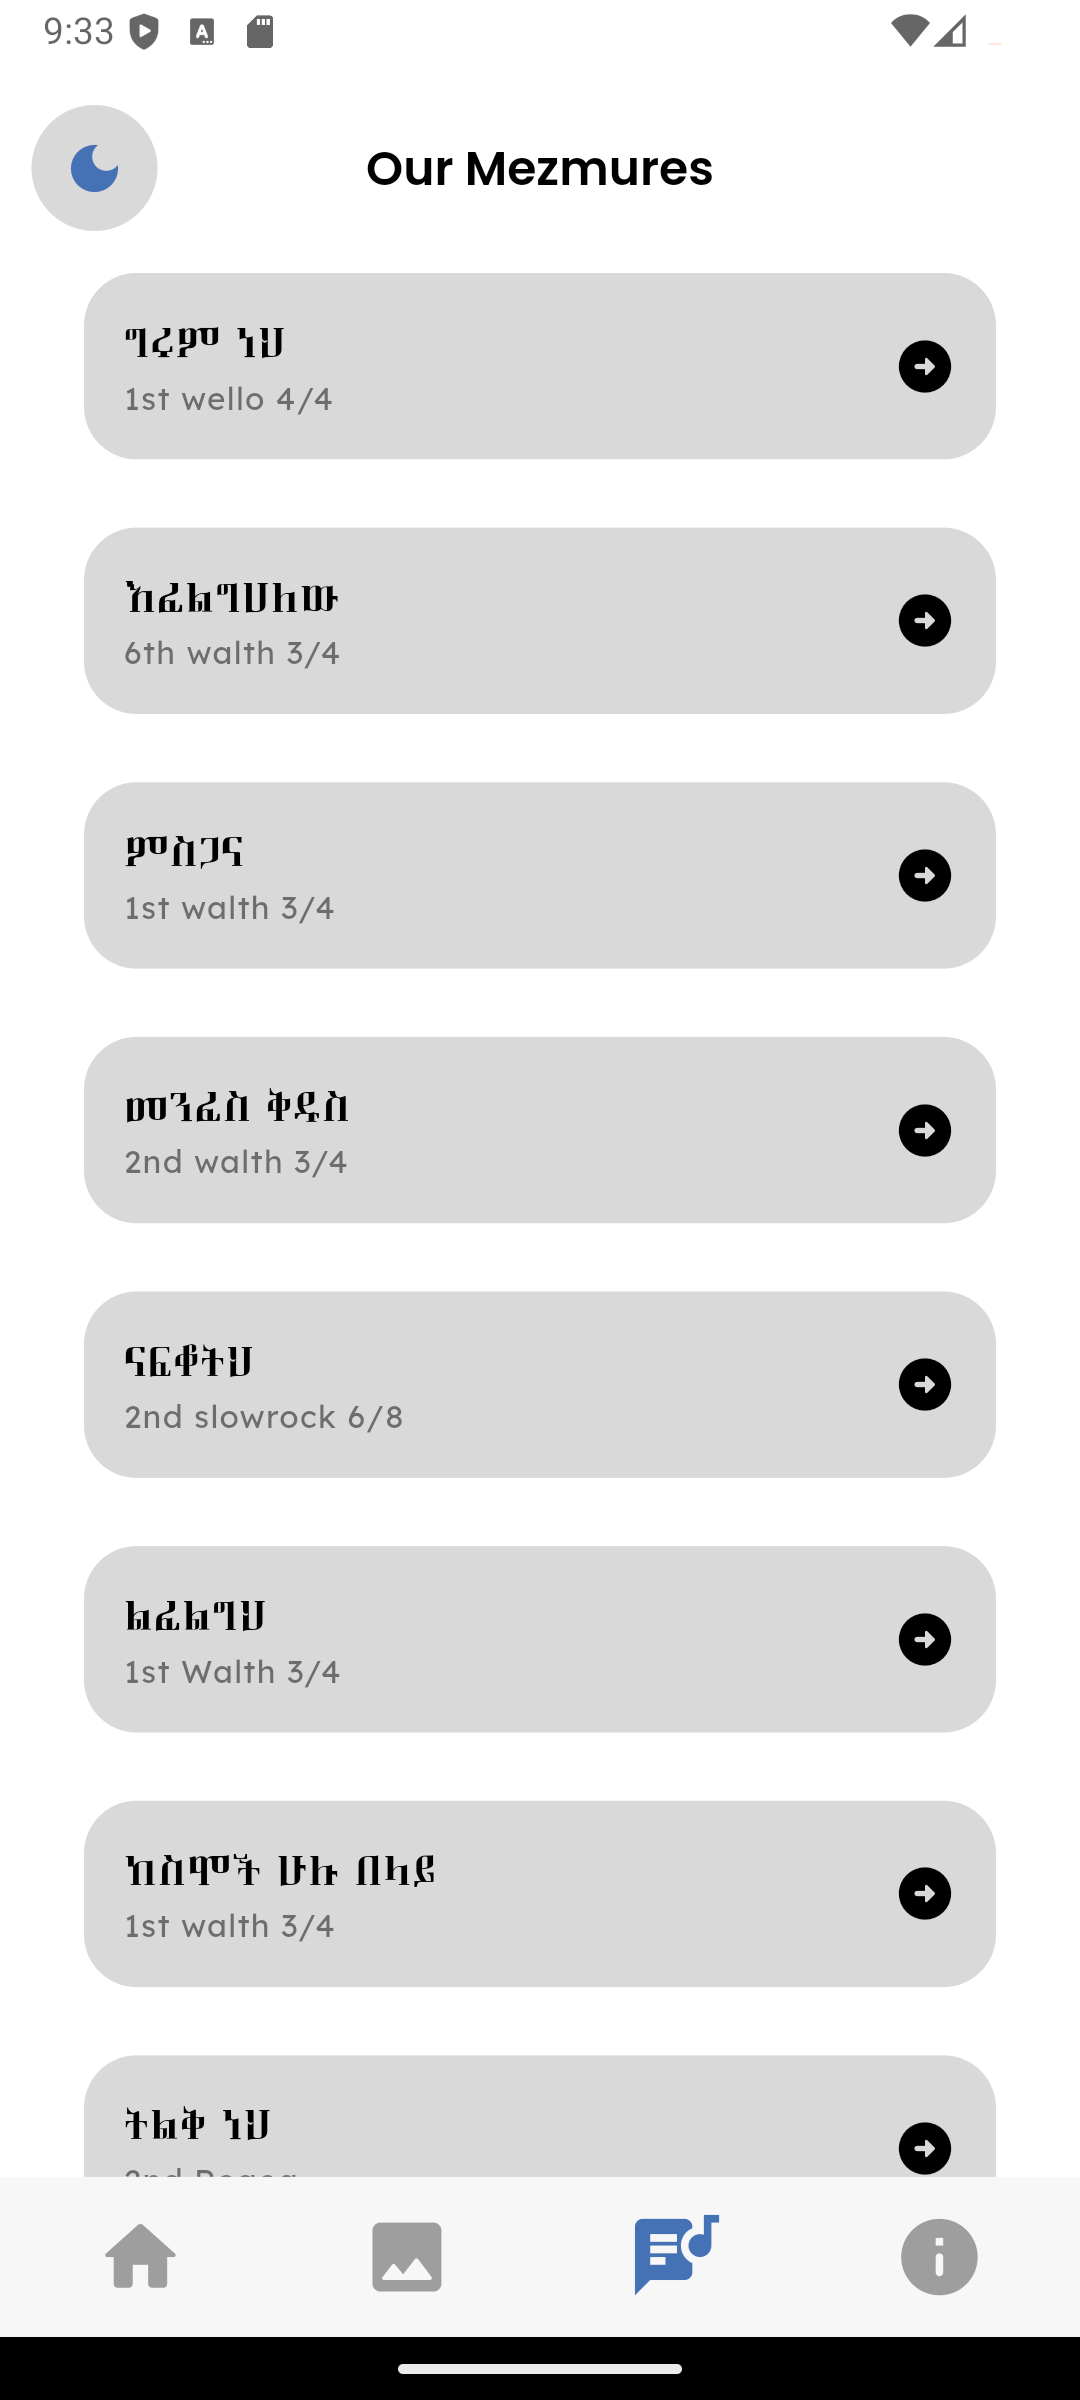 9:33
Our Mezmures
ግሩም ነህ
1st wello 4/4
እፈልግሀለው
6th walth 3/4
ምስጋና
1st walth 3/4
መንፈስ ቅዱስ
2nd walth 3/4
ናፍቆትህ
2nd slowrock 6/8
ልፈልግህ
1st Walth 3/4
ከስሞች ሁሉ በላይ
1st walth 3/4
ትልቅ ነህ